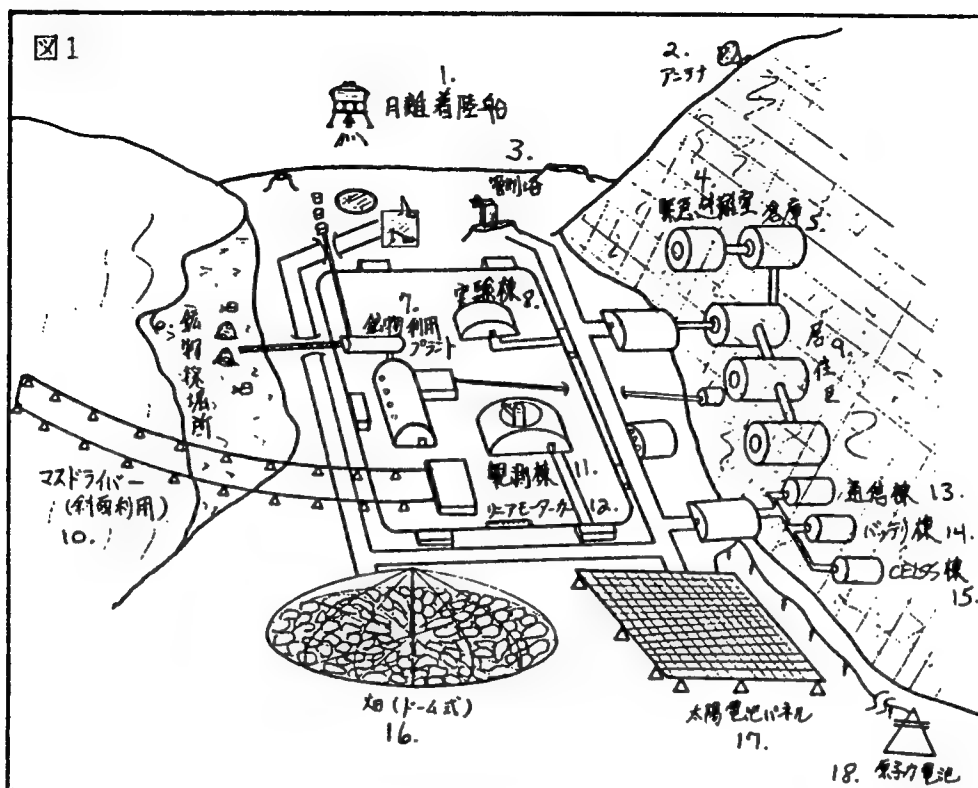 図1
1.
月離着陸船
2.
アンテナ
3.
管制塔
4.
緊急避難室
倉庫 5.
6.
鉱物採堀所
7.
鉱物利用
プラント
実験棟 8.
居住区
9.
マスドライバー
(斜面利用)
10.
観測棟 11.
リニアモーターカー 12.
通信棟 13.
バッテリ棟 14.
CELSS棟
15.
畑(ドーム式)
16.
太陽電池パネル
17.
18. 原子力電池